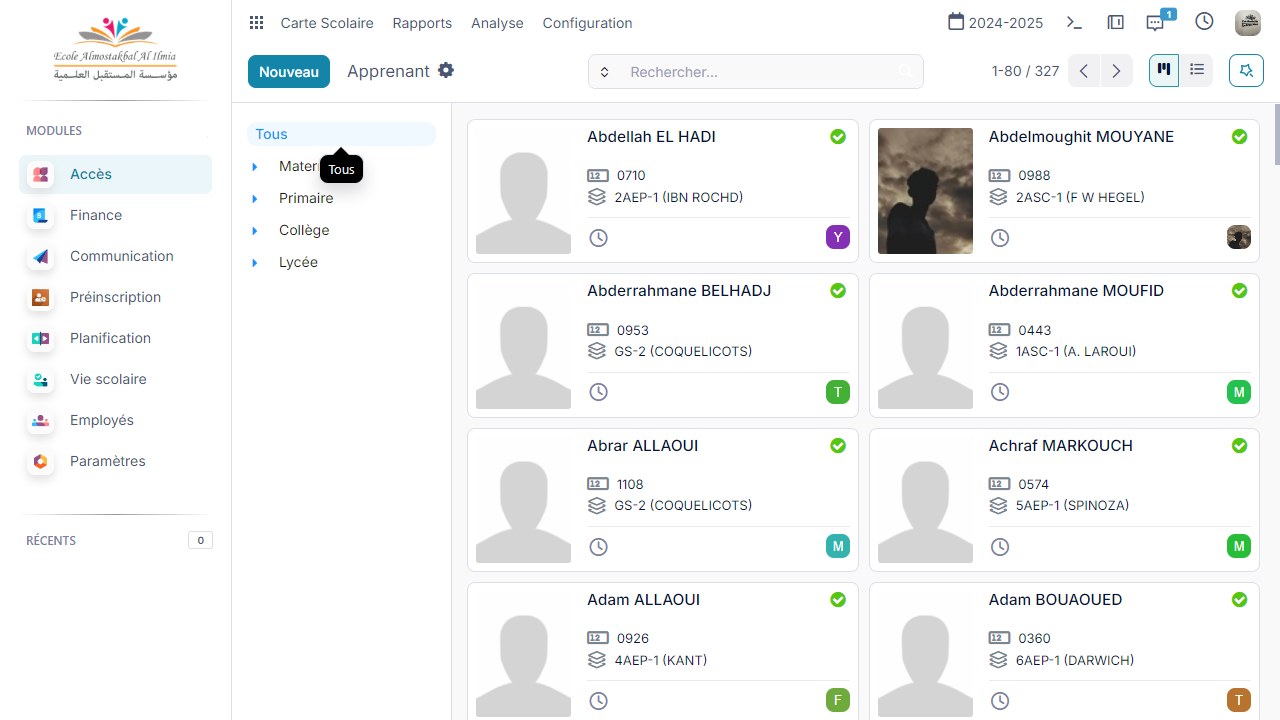 Ecole Almostakbal Al Ilmia
مؤسسة المستقبل العلمية
Carte Scolaire Rapports Analyse Configuration
2024-2025
1
Nouveau
Apprenant
Rechercher...
1-80 / 327
MODULES
Accès
Finance
Communication
Préinscription
Planification
Vie scolaire
Employés
Paramètres
RÉCENTS
0
Tous
Tous
Primaire
Collège
Lycée
Abdellah EL HADI
0710
2AEP-1 (IBN ROCHD)
Y
Abdelmoughit MOUYANE
0988
2ASC-1 (F W HEGEL)
Abderrahmane BELHADJ
0953
GS-2 (COQUELICOTS)
T
Abderrahmane MOUFID
0443
1ASC-1 (A. LAROUI)
M
Abrar ALLAOUI
1108
GS-2 (COQUELICOTS)
M
Achraf MARKOUCH
0574
5AEP-1 (SPINOZA)
M
Adam ALLAOUI
0926
4AEP-1 (KANT)
F
Adam BOUAOUED
0360
6AEP-1 (DARWICH)
T